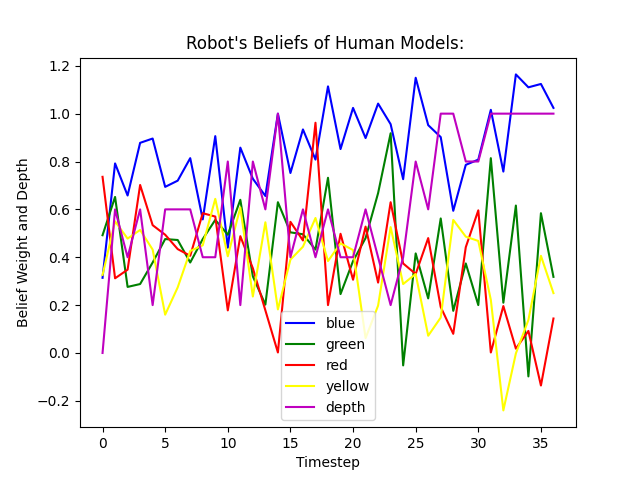 Robot's Beliefs of Human Models:
Belief Weight and Depth
1.2
1.0
0.8
0.6
0.4
0.2
0.0
−0.2
blue
green
red
yellow
depth
0 5 10 15 20 25 30 35
Timestep